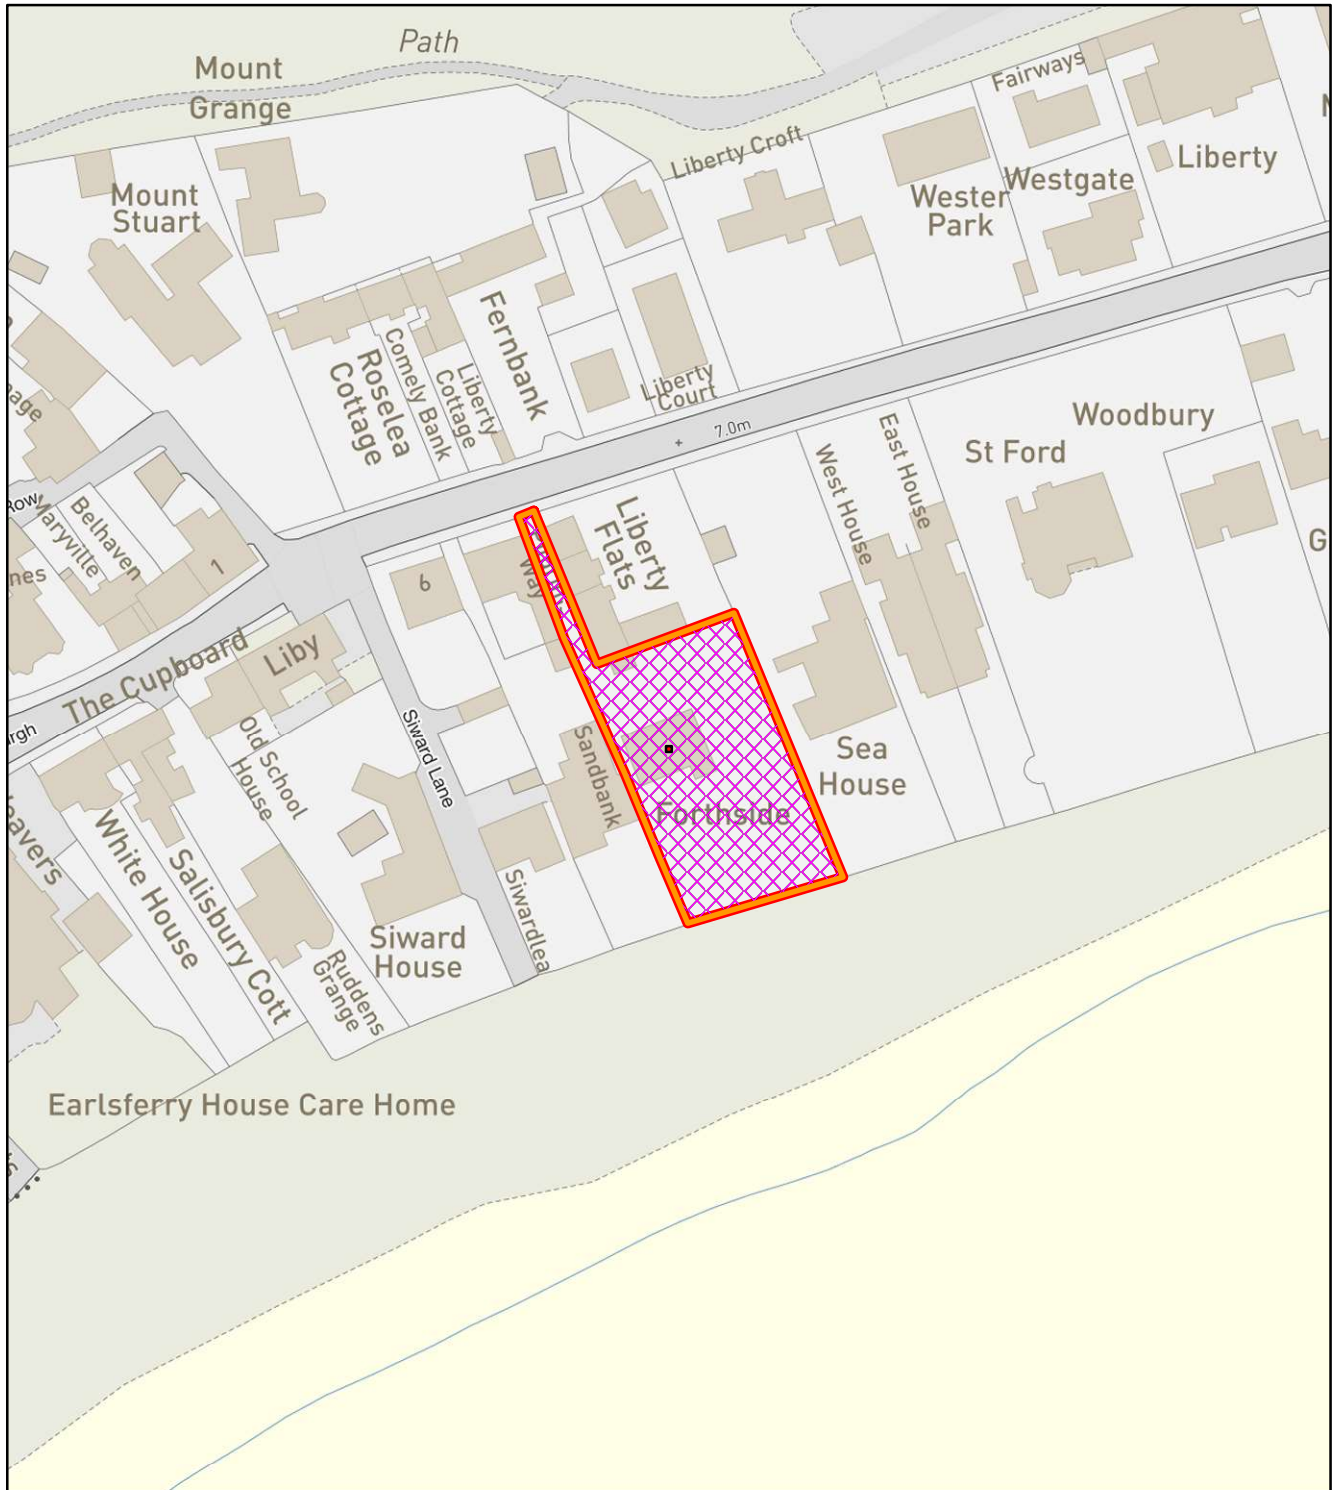 Path
Mount
Grange
Fairways
Liberty Croft
Liberty
Westgate
Wester
Park
Mount
Stuart
Fernbank
Roselea
Cottage
Comely Bank
Liberty
Cottage
Liberty
Court
7.0m
Woodbury
St Ford
East House
West House
Row
Maryville
Belhaven
1
nes
6
Liberty
Flats
Way
G
The Cupboard
Liby
Old School
House
Siward Lane
Sandbank
Sea
House
Forthside
White House
Salisbury Cott
Siwardlea
Siward
House
Ruddens
Grange
Earlsferry House Care Home